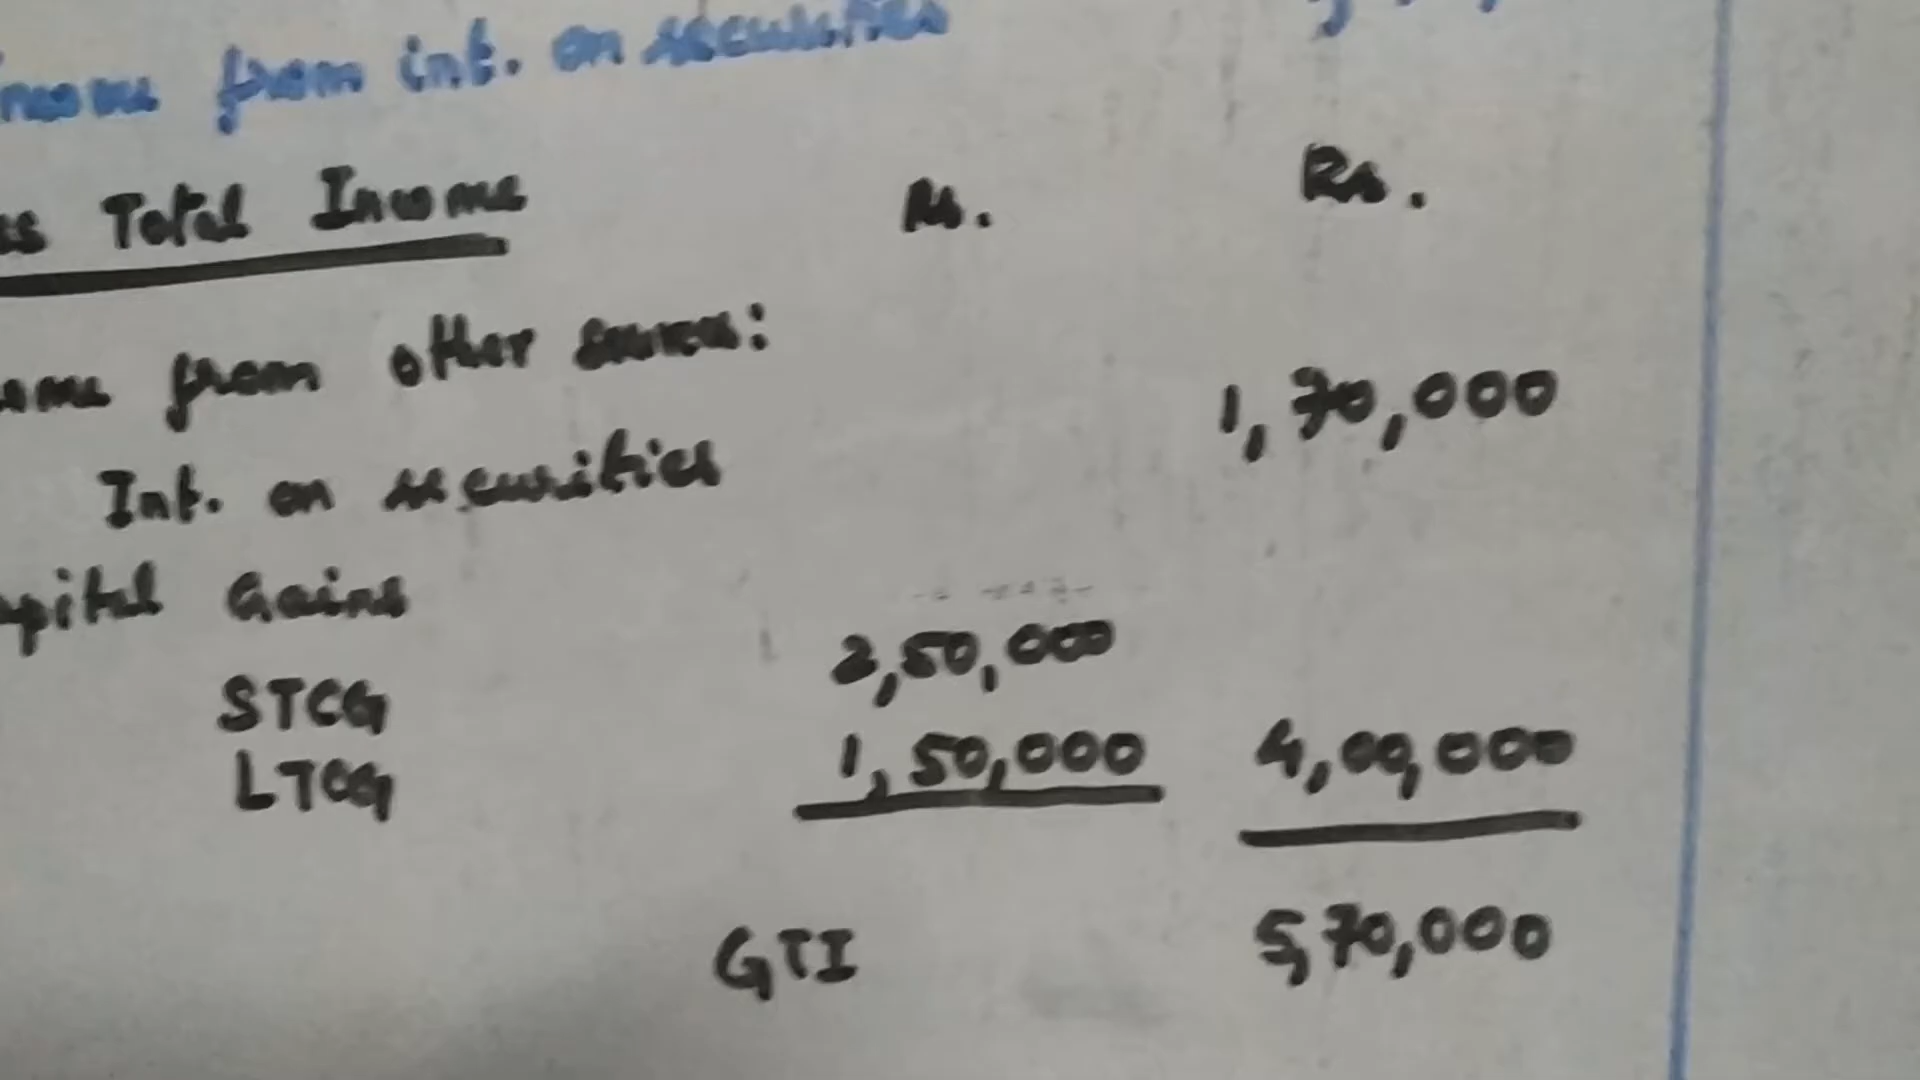 from int. on securities
Total Income Rs. Rs.
from other sources:
1,70,000
Int. on securities
Gains
2,50,000
STCG
LTCG 1,50,000 4,00,000
GTI 5,70,000